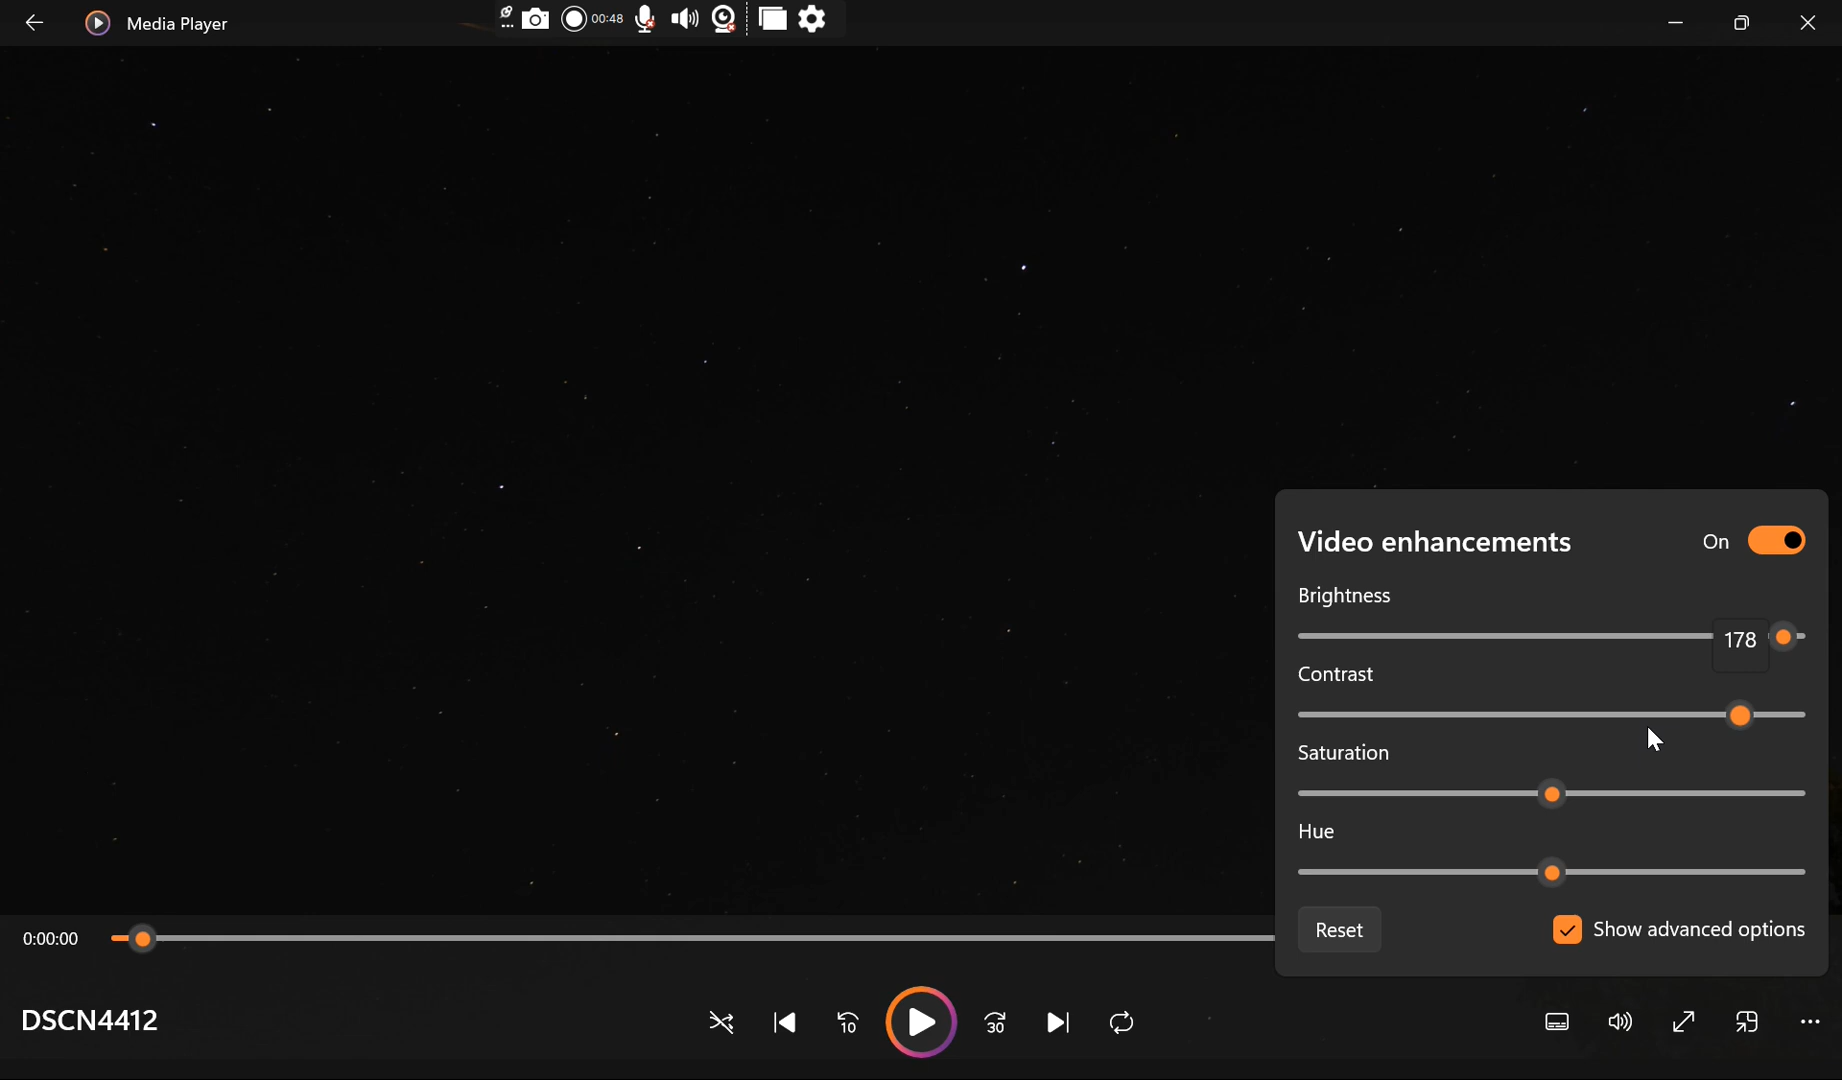 Media Player
00:48
Video enhancements
On
Brightness
178
Contrast
Saturation
Hue
Reset
Show advanced options
0:00:00
DSCN4412
10
30